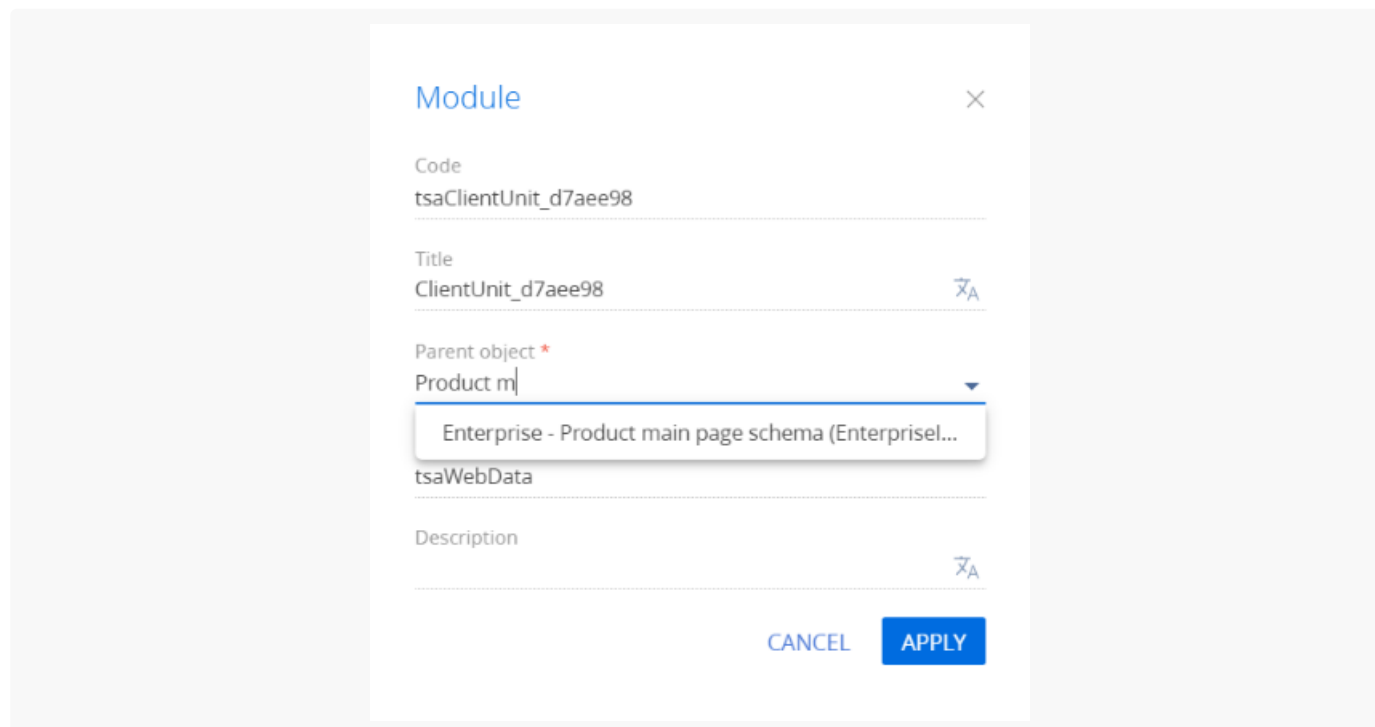 Module
Code
tsaClientUnit_d7aee98
Title
ClientUnit_d7aee98
Parent object *
Product m
Enterprise - Product main page schema (EnterpriseI...
tsaWebData
Description
CANCEL APPLY